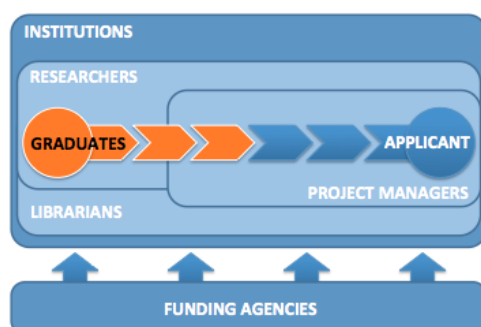 INSTITUTIONS
RESEARCHERS
GRADUATES
APPLICANT
PROJECT MANAGERS
LIBRARIANS
FUNDING AGENCIES